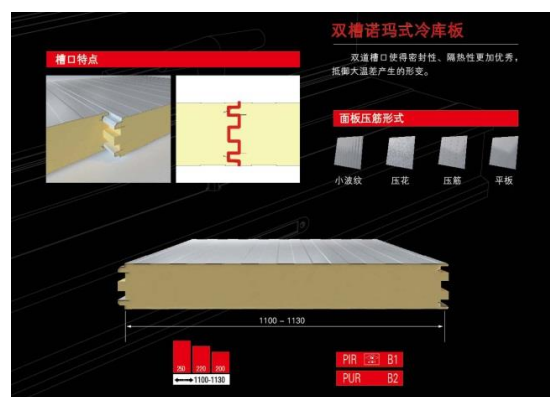 双槽诺玛式冷库板
双道槽口使得密封性、隔热性更加优秀，
抵御大温差产生的形变。
槽口特点
面板压筋形式
小波纹
压花
压筋
平板
1100 ~ 1130
250 220 200
1100-1130
PIR B1
PUR B2